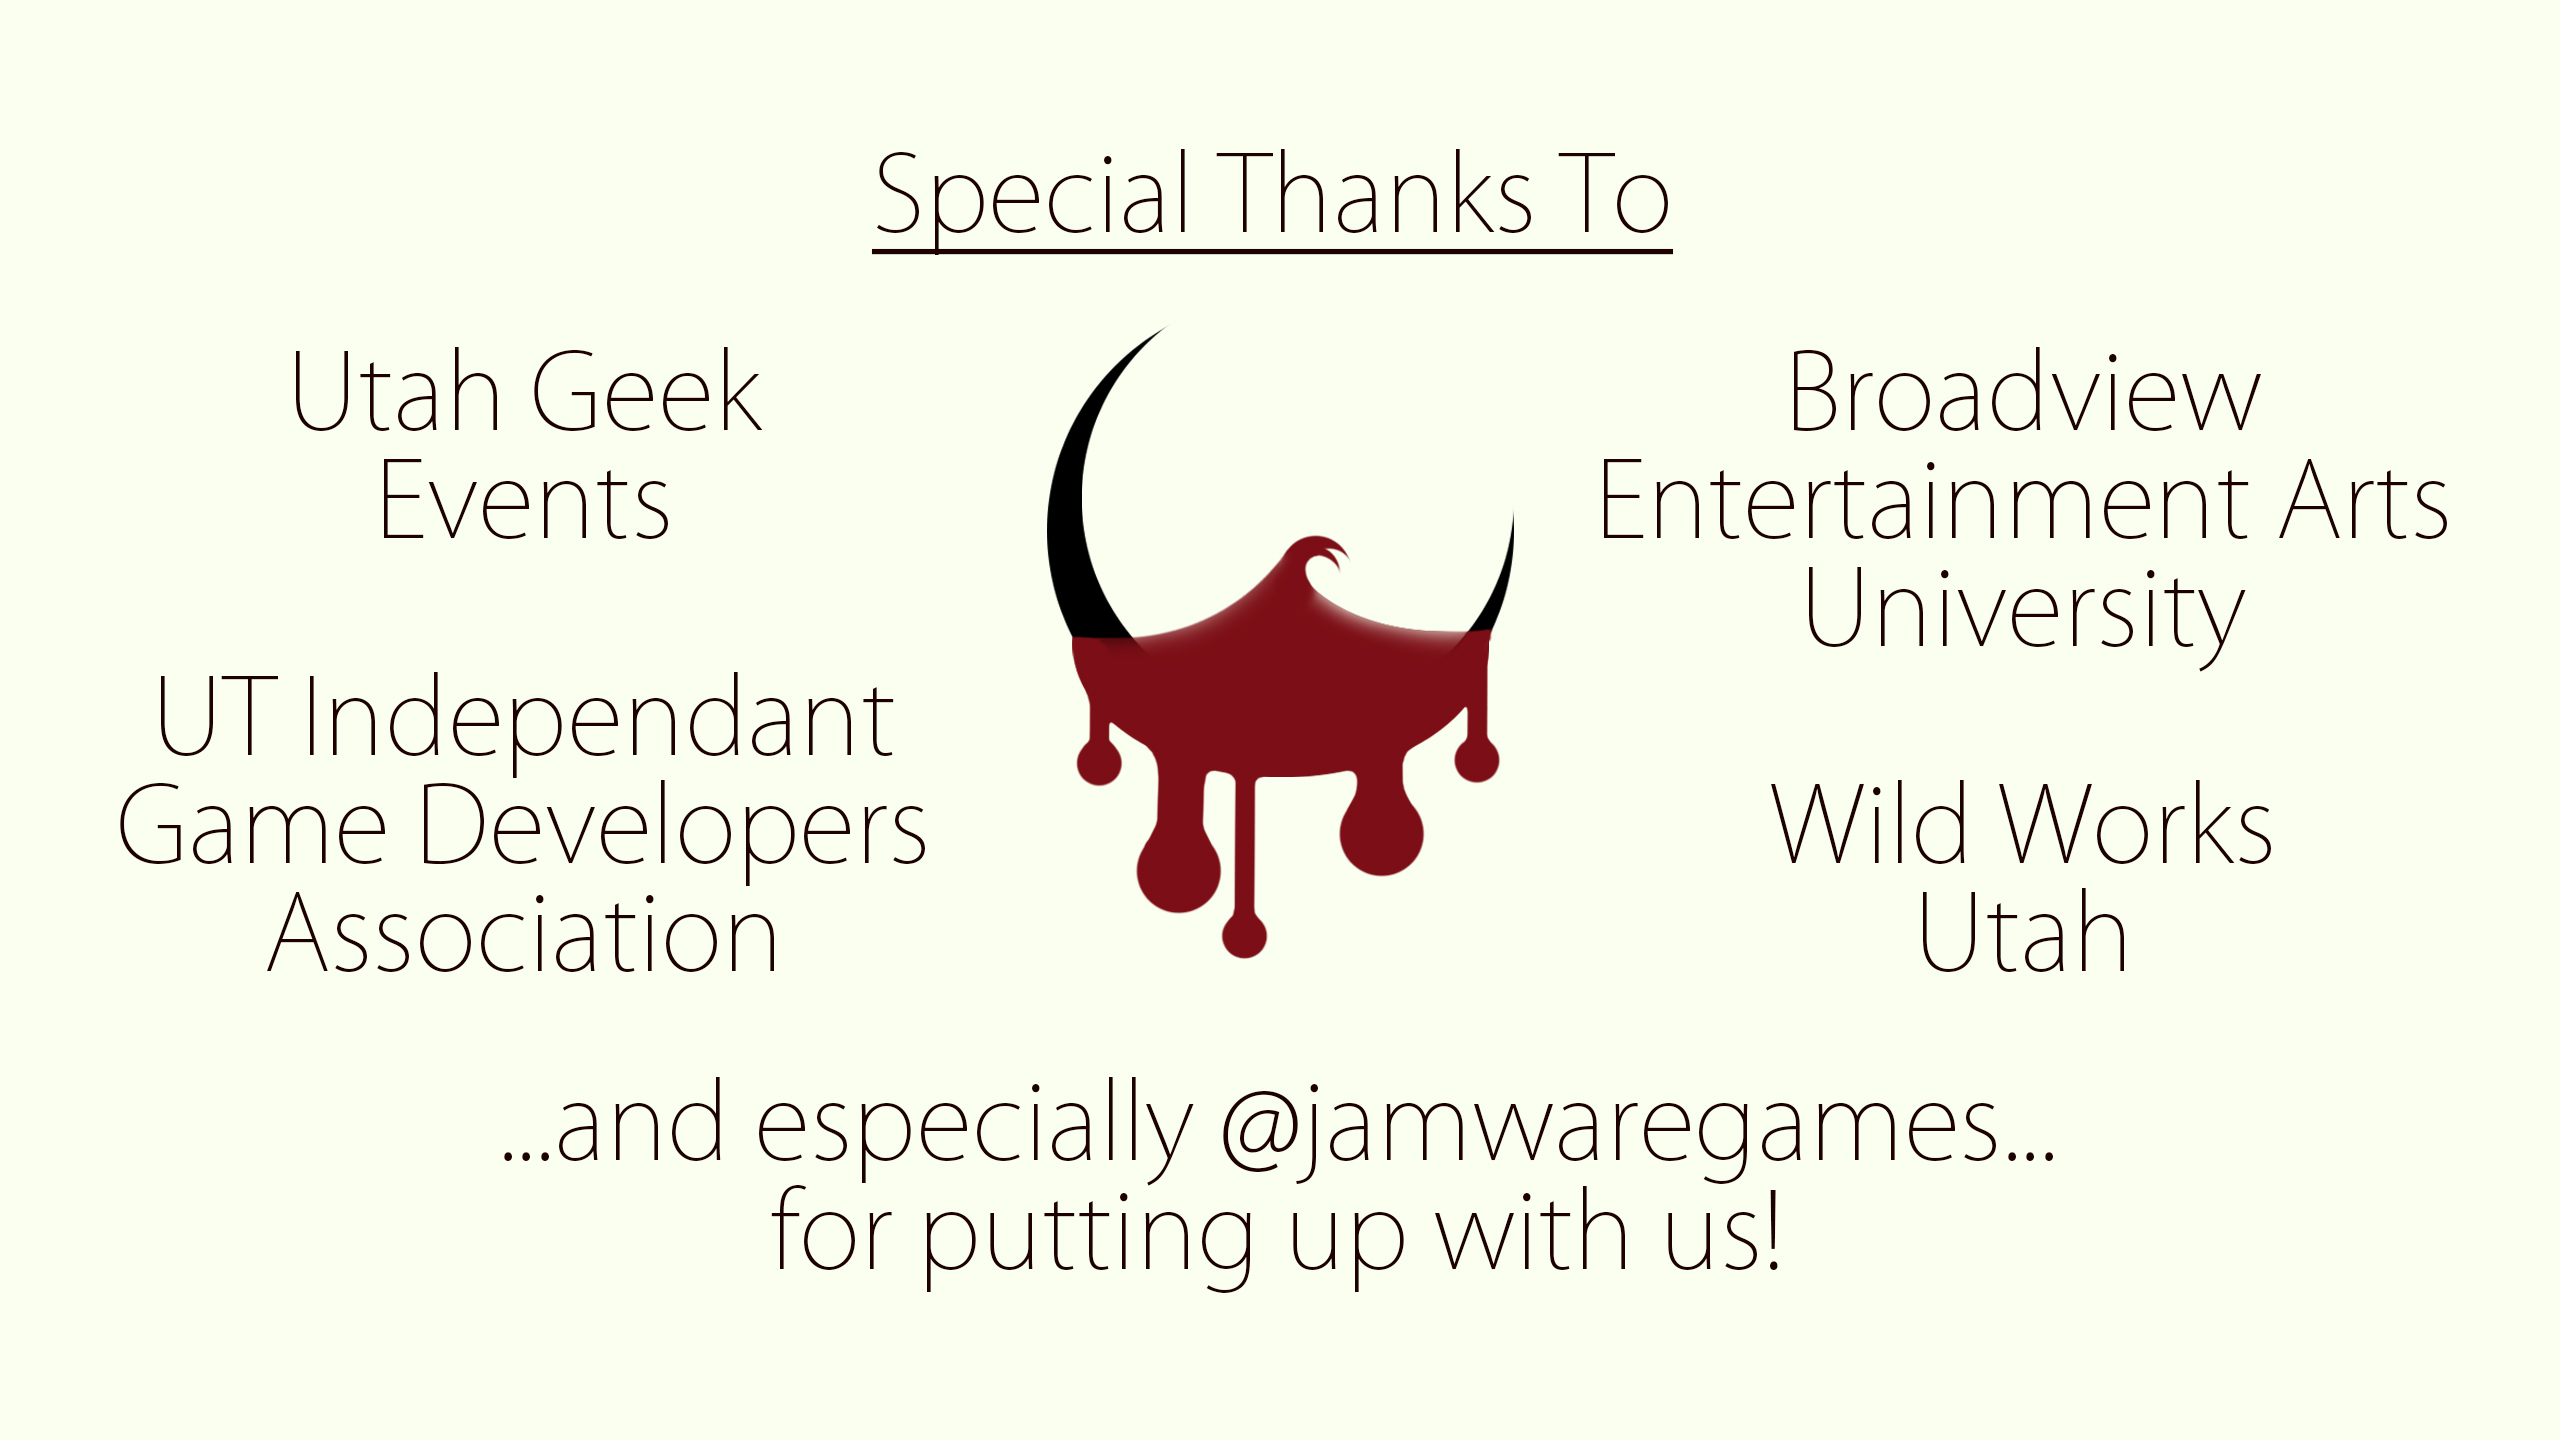 Special Thanks To
Utah Geek
Events
UT Independant
Game Developers
Association
Broadview
Entertainment Arts
University
Wild Works
Utah
...and especially @jamwaregames...
for putting up with us!